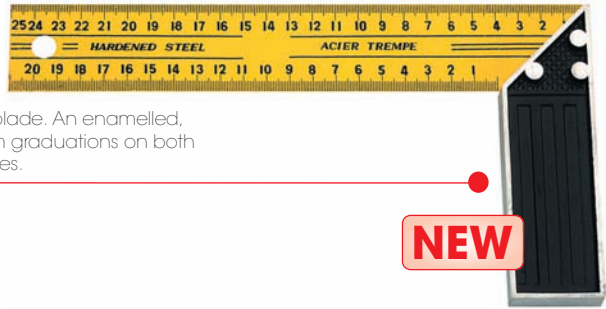 25 24 23 22 21 20 19 18 17 16 15 14 13 12 11 10 9 8 7 6 5 4 3 2
HARDENED STEEL ACIER TREMPE
20 19 18 17 16 15 14 13 12 11 10 9 8 7 6 5 4 3 2 1
blade. An enamelled,
graduations on both
es.
NEW